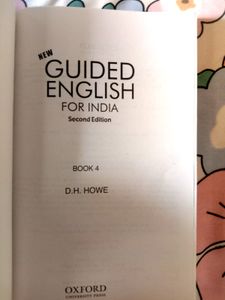 NEW
GUIDED
ENGLISH
FOR INDIA
Second Edition
BOOK 4
D.H. HOWE
OXFORD
UNIVERSITY PRESS